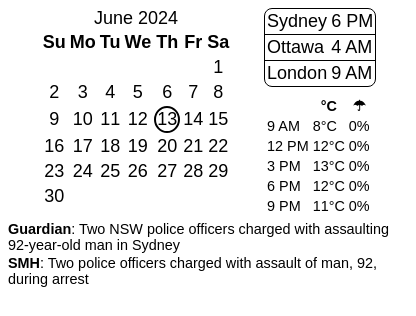 June 2024
Su Mo Tu We Th Fr Sa
1
2 3 4 5 6 7 8
9 10 11 12 13 14 15
16 17 18 19 20 21 22
23 24 25 26 27 28 29
30
Sydney 6 PM
Ottawa 4 AM
London 9 AM
°C ☂
9 AM 8°C 0%
12 PM 12°C 0%
3 PM 13°C 0%
6 PM 12°C 0%
9 PM 11°C 0%
Guardian: Two NSW police officers charged with assaulting
92-year-old man in Sydney
SMH: Two police officers charged with assault of man, 92,
during arrest